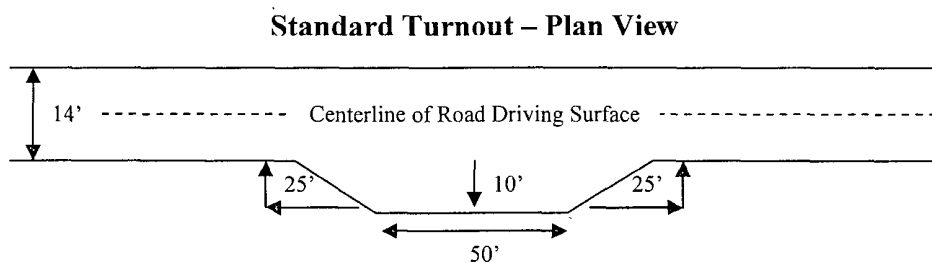 Standard Turnout – Plan View
14'
Centerline of Road Driving Surface
25'
10'
25'
50'